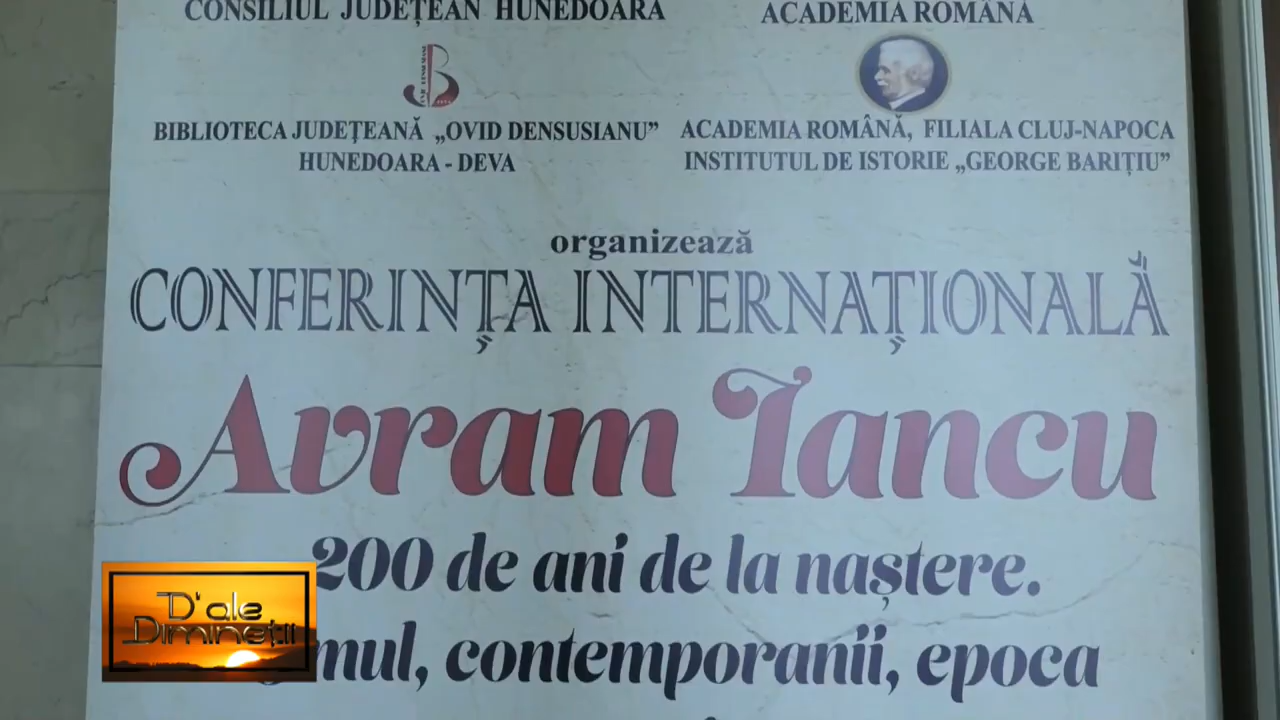 CONSILIUL JUDEȚEAN HUNEDOARA
ACADEMIA ROMÂNĂ
BIBLIOTECA JUDEȚEANĂ „OVID DENSUSIANU”
HUNEDOARA - DEVA
ACADEMIA ROMÂNĂ, FILIALA CLUJ-NAPOCA
INSTITUTUL DE ISTORIE „GEORGE BARIȚIU”
organizează
CONFERINȚA INTERNAȚIONALĂ
Avram Iancu
200 de ani de la naștere.
mul, contemporanii, epoca
D'ale
Dimineții